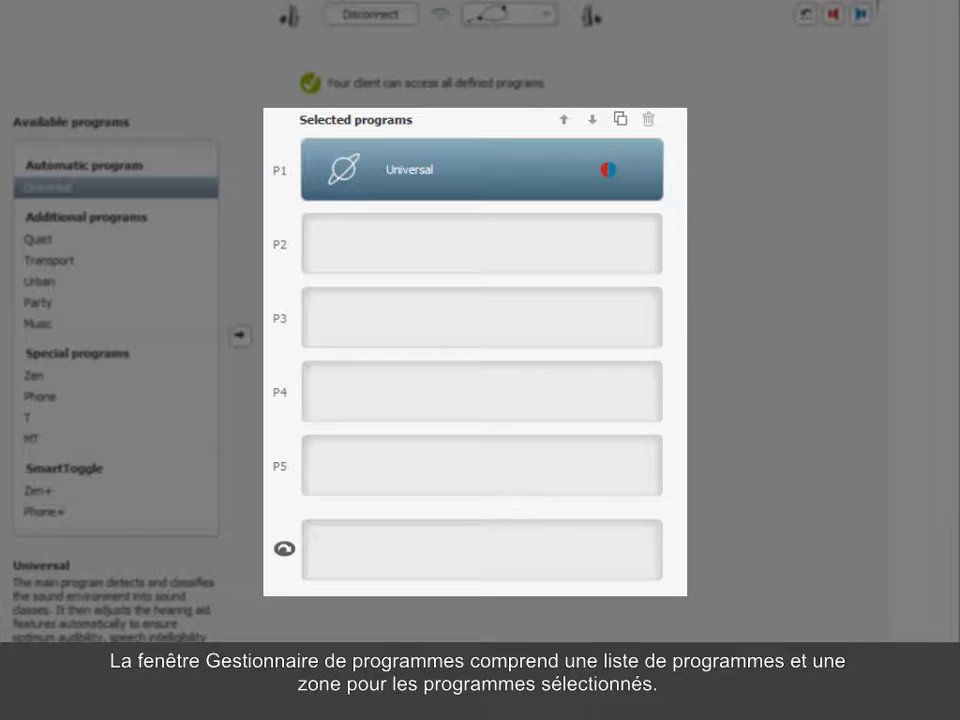 Disconnect
Your client can access all defined programs
Available programs
Automatic program
Universal
Additional programs
Quiet
Transport
Urban
Party
Music
Special programs
Zen
Phone
T
MT
SmartToggle
Zen+
Phone+
Universal
The main program detects and classifies
the sound environment into sound
classes. It then adjusts the hearing aid
features automatically to ensure
optimum audibility, speech intelligibility
Selected programs
P1
Universal
P2
P3
P4
P5
La fenêtre Gestionnaire de programmes comprend une liste de programmes et une
zone pour les programmes sélectionnés.